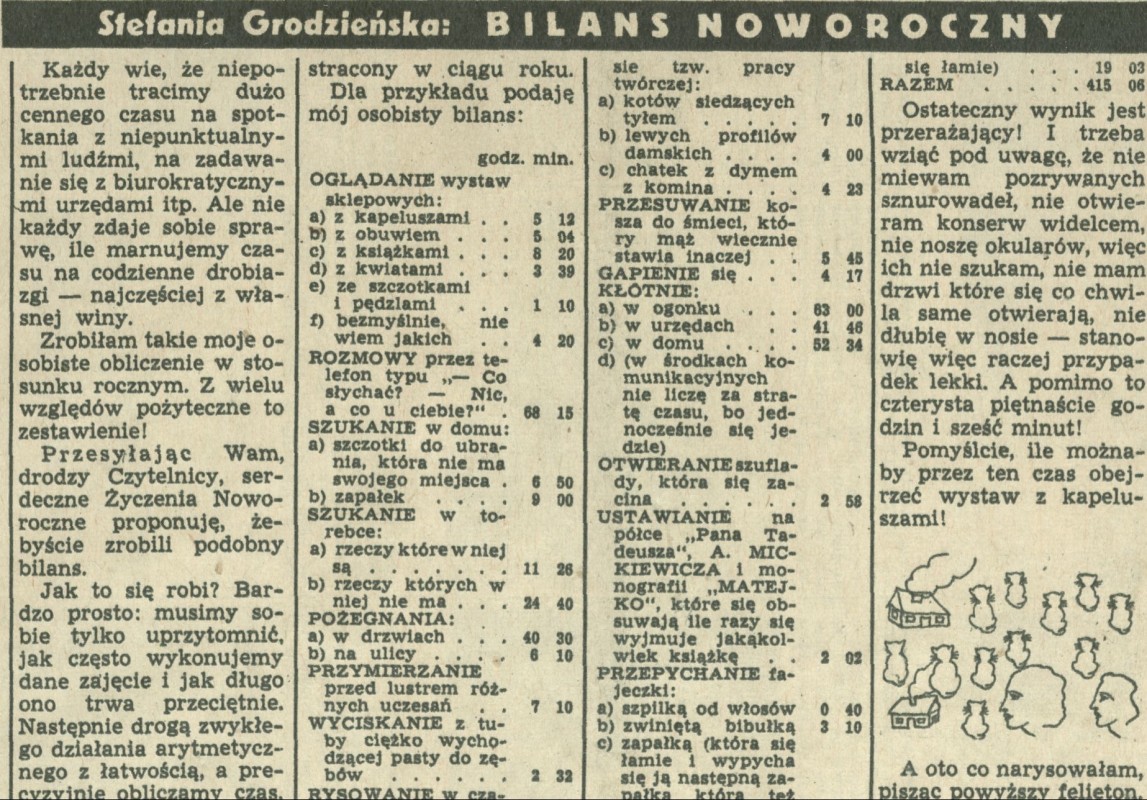 Stefania Grodzieńska: BILANS NOWOROCZNY
Każdy wie, że niepo-
trzebnie tracimy dużo
cennego czasu na spot-
kania z niepunktualny-
mi ludźmi, na zadawa-
nie się z biurokratyczny-
mi urzędami itp. Ale nie
każdy zdaje sobie spra-
wę, ile marnujemy cza-
su na codzienne drobia-
zgi — najczęściej z wła-
snej winy.
Zrobiłam takie moje o-
sobiste obliczenie w sto-
sunku rocznym. Z wielu
względów pożyteczne to
zestawienie!
Przesyłając Wam,
drodzy Czytelnicy, ser-
deczne Życzenia Nowo-
roczne proponuję, że-
byście zrobili podobny
bilans.
Jak to się robi? Bar-
dzo prosto: musimy so-
bie tylko uprzytomnić,
jak często wykonujemy
dane zajęcie i jak długo
ono trwa przeciętnie.
Następnie drogą zwykłe-
go działania arytmetycz-
nego z łatwością, a pre-
cyzyjnie obliczamy czas,
stracony w ciągu roku.
Dla przykładu podaję
mój osobisty bilans:
godz. min.
OGLĄDANIE wystaw
sklepowych:
a) z kapeluszami . . 5 12
b) z obuwiem . . . 5 04
c) z książkami . . . 8 20
d) z kwiatami . . . 3 39
e) ze szczotkami
i pędzlami . . . 1 10
f) bezmyślnie, nie
wiem jakich . . 4 20
ROZMOWY przez te-
lefon typu „— Co
słychać? — Nic,
a co u ciebie?" . 68 15
SZUKANIE w domu:
a) szczotki do ubra-
nia, która nie ma
swojego miejsca . 6 50
b) zapałek . . . . 9 00
SZUKANIE w to-
rebce:
a) rzeczy które w niej
są . . . . . . . 11 26
b) rzeczy których w
niej nie ma . . . 24 40
POŻEGNANIA:
a) w drzwiach . . . 40 30
b) na ulicy . . . . 6 10
PRZYMIERZANIE
przed lustrem róż-
nych uczesań . . 7 10
WYCISKANIE z tu-
by ciężko wycho-
dzącej pasty do zę-
bów . . . . . . 2 32
RYSOWANIE w cza-
sie tzw. pracy
twórczej:
a) kotów siedzących
tyłem . . . . . 7 10
b) lewych profilów
damskich . . . . 4 00
c) chatek z dymem
z komina . . . . 4 23
PRZESUWANIE ko-
sza do śmieci, któ-
ry mąż wiecznie
stawia inaczej . . 5 45
GAPIENIE się . . . 4 17
KŁÓTNIE:
a) w ogonku . . . 63 00
b) w urzędach . . 41 46
c) w domu . . . . 52 34
d) (w środkach ko-
munikacyjnych
nie liczę za stra-
tę czasu, bo jed-
nocześnie się je-
dzie)
OTWIERANIE szufla-
dy, która się za-
cina . . . . . . 2 58
USTAWIANIE na
półce „Pana Ta-
deusza", A. MIC-
KIEWICZA i mo-
nografii „MATEJ-
KO", które się ob-
suwają ile razy się
wyjmuje jakąkol-
wiek książkę . . 2 02
PRZEPYCHANIE fa-
jeczki:
a) szpilką od włosów 0 40
b) zwiniętą bibułką 3 10
c) zapałką (która się
łamie i wypycha
się ją następną za-
pałką która też
się łamie) . . . 19 03
RAZEM . . . . . 415 06
Ostateczny wynik jest
przerażający! I trzeba
wziąć pod uwagę, że nie
miewam pozrywanych
sznurowadeł, nie otwie-
ram konserw widelcem,
nie noszę okularów, więc
ich nie szukam, nie mam
drzwi które się co chwi-
la same otwierają, nie
dłubię w nosie — stano-
wię więc raczej przypa-
dek lekki. A pomimo to
czterysta piętnaście go-
dzin i sześć minut!
Pomyślcie, ile można-
by przez ten czas obej-
rzeć wystaw z kapelu-
szami!
A oto co narysowałam,
pisząc powyższy felieton.